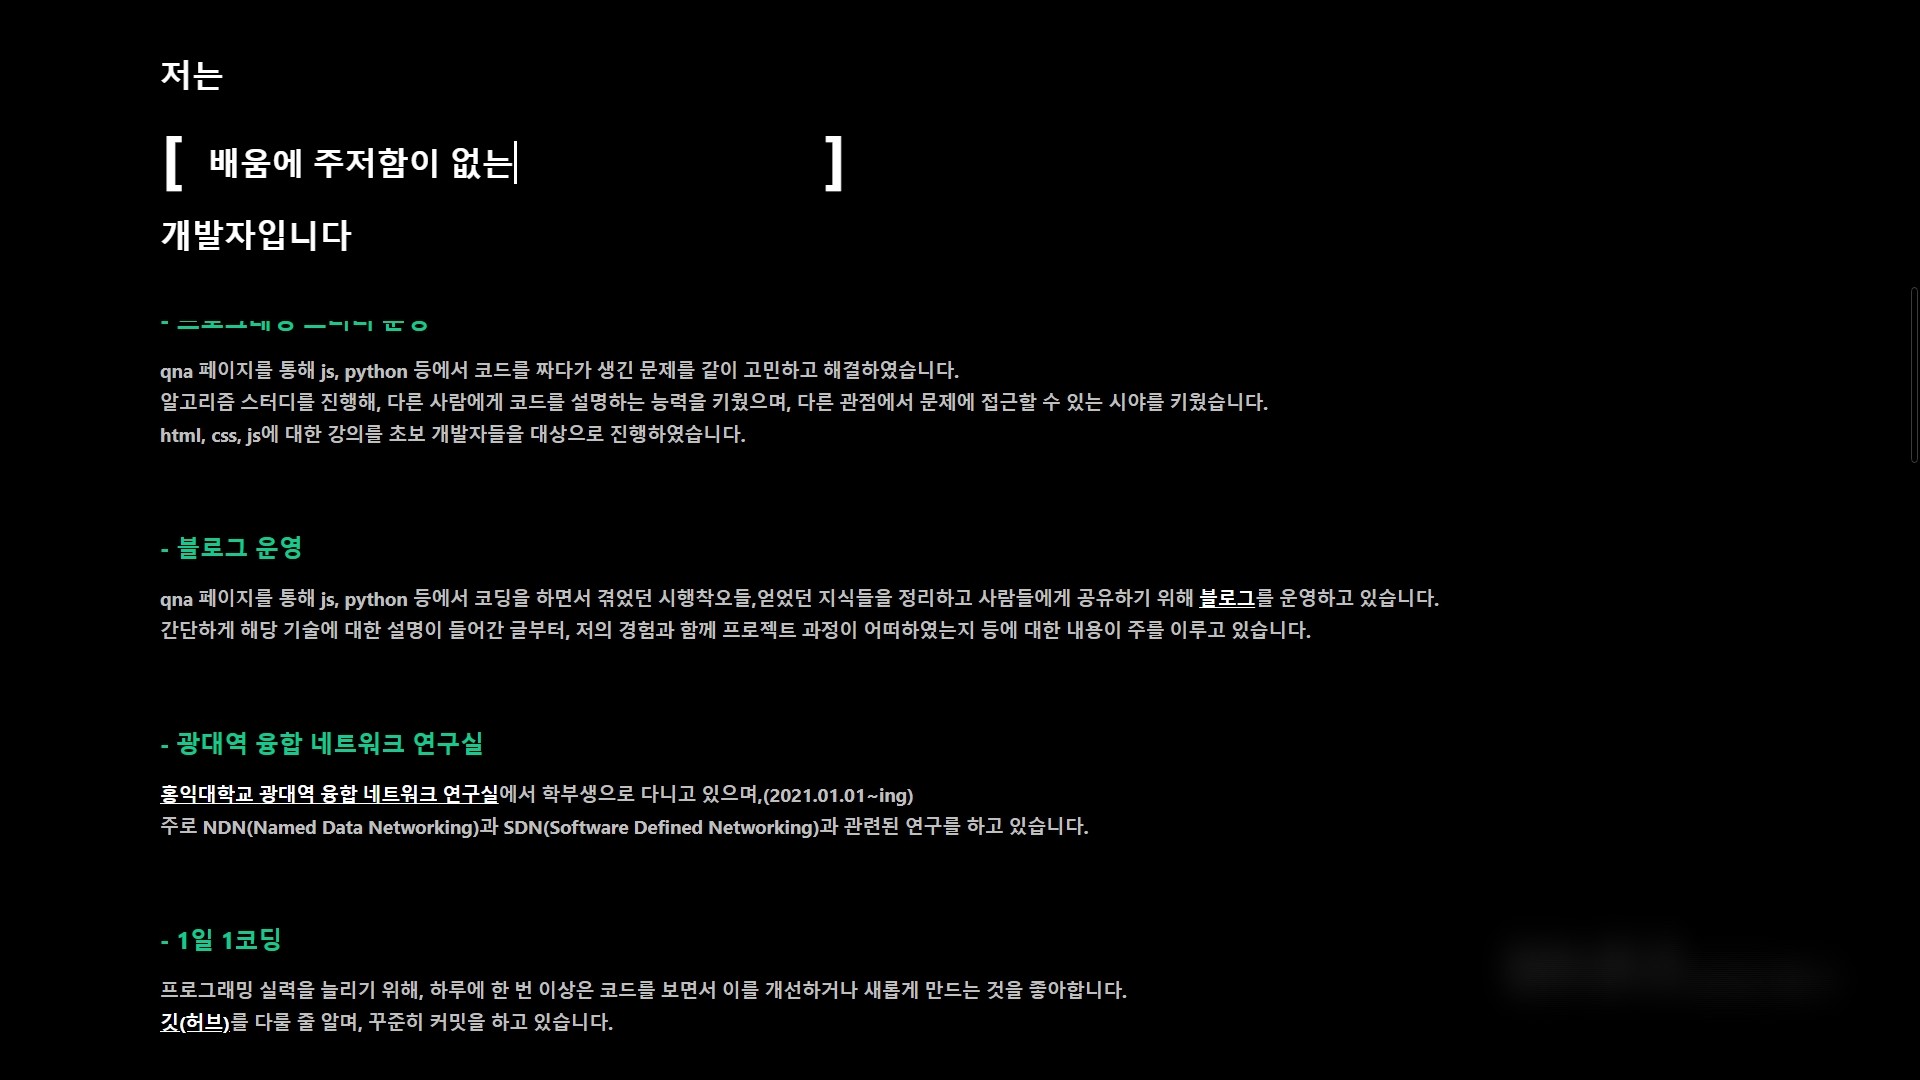 저는
[ 배움에 주저함이 없는 ]
개발자입니다
qna 페이지를 통해 js, python 등에서 코드를 짜다가 생긴 문제를 같이 고민하고 해결하였습니다.
알고리즘 스터디를 진행해, 다른 사람에게 코드를 설명하는 능력을 키웠으며, 다른 관점에서 문제에 접근할 수 있는 시야를 키웠습니다.
html, css, js에 대한 강의를 초보 개발자들을 대상으로 진행하였습니다.
- 블로그 운영
qna 페이지를 통해 js, python 등에서 코딩을 하면서 겪었던 시행착오들,얻었던 지식들을 정리하고 사람들에게 공유하기 위해 블로그를 운영하고 있습니다.
간단하게 해당 기술에 대한 설명이 들어간 글부터, 저의 경험과 함께 프로젝트 과정이 어떠하였는지 등에 대한 내용이 주를 이루고 있습니다.
- 광대역 융합 네트워크 연구실
홍익대학교 광대역 융합 네트워크 연구실에서 학부생으로 다니고 있으며,(2021.01.01~ing)
주로 NDN(Named Data Networking)과 SDN(Software Defined Networking)과 관련된 연구를 하고 있습니다.
- 1일 1코딩
프로그래밍 실력을 늘리기 위해, 하루에 한 번 이상은 코드를 보면서 이를 개선하거나 새롭게 만드는 것을 좋아합니다.
깃(허브)를 다룰 줄 알며, 꾸준히 커밋을 하고 있습니다.